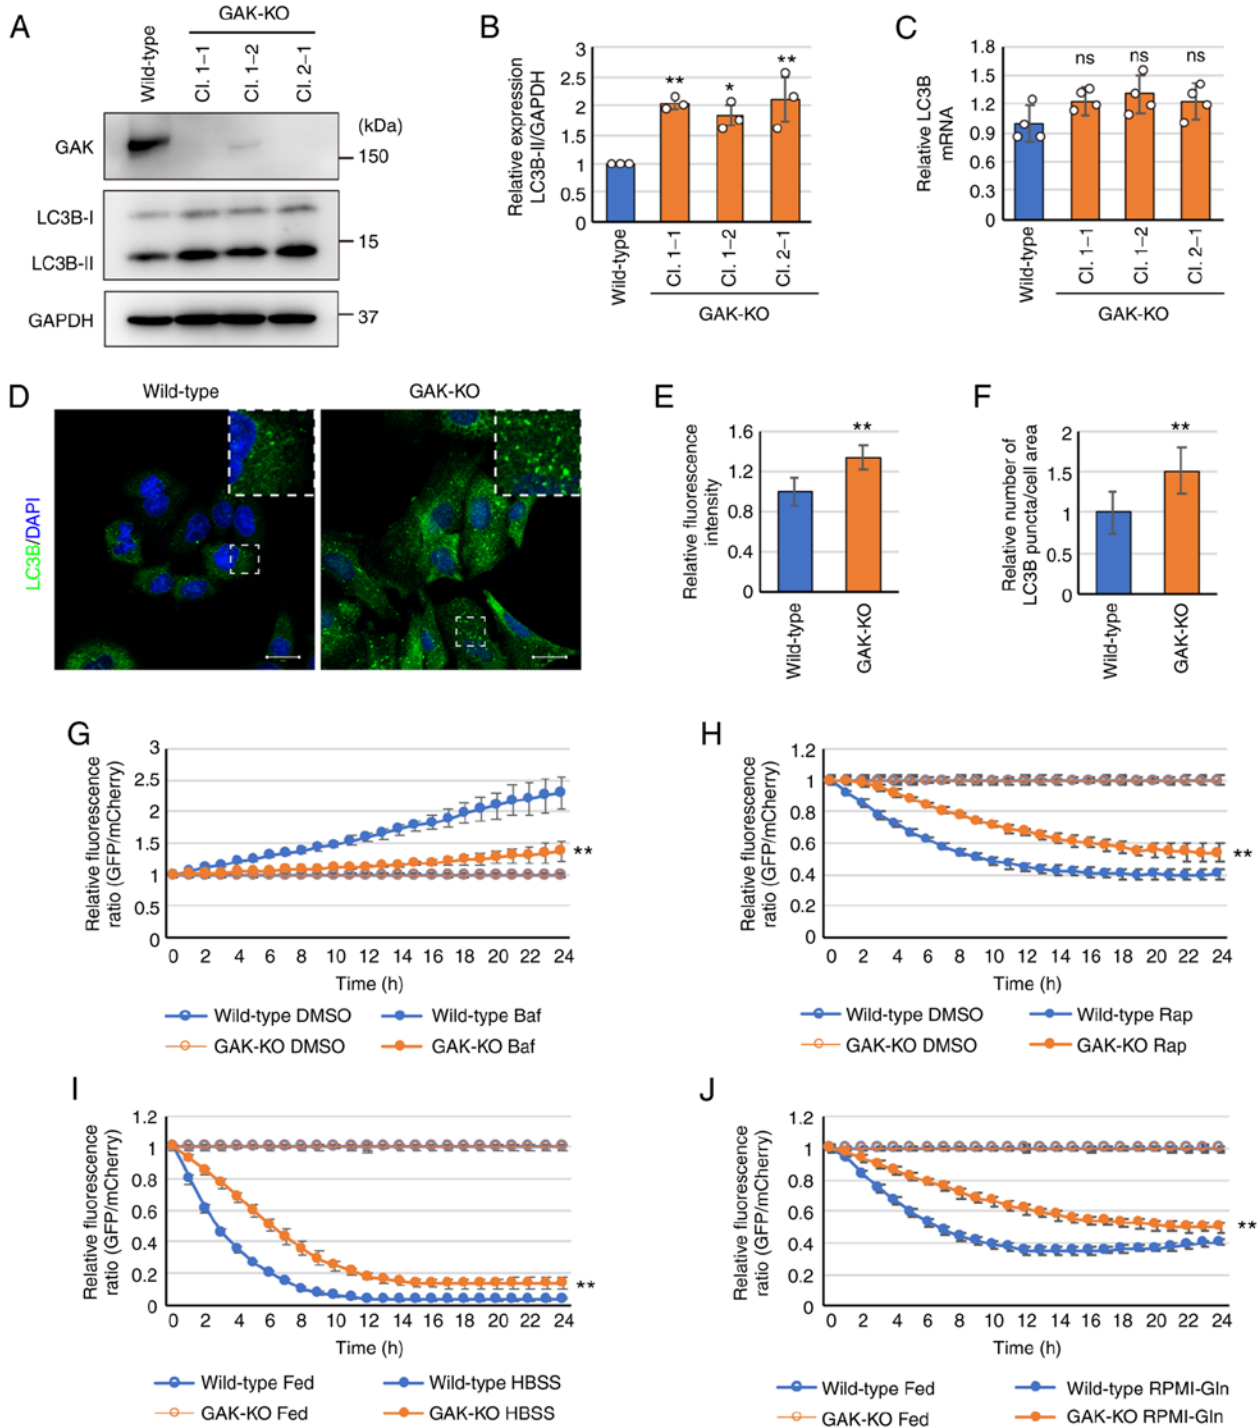 A
GAK-KO
Wild-type
Cl. 1–1
Cl. 1–2
Cl. 2–1
(kDa)
GAK
150
LC3B-I
15
LC3B-II
GAPDH
37
B
Relative expression
LC3B-II/GAPDH
3
2.5
2
1.5
1
0.5
0
**
*
**
Wild-type
Cl. 1–1
Cl. 1–2
Cl. 2–1
GAK-KO
C
Relative LC3B
mRNA
1.8
1.5
1.2
0.9
0.6
0.3
0
ns
ns
ns
Wild-type
Cl. 1–1
Cl. 1–2
Cl. 2–1
GAK-KO
D
Wild-type
GAK-KO
LC3B/DAPI
E
Relative fluorescence
intensity
1.6
1.2
0.8
0.4
0
**
Wild-type
GAK-KO
F
Relative number of
LC3B puncta/cell area
2
1.5
1
0.5
0
**
Wild-type
GAK-KO
G
Relative fluorescence
ratio (GFP/mCherry)
3
2.5
2
1.5
1
0.5
0
**
0 2 4 6 8 10 12 14 16 18 20 22 24
Time (h)
Wild-type DMSO Wild-type Baf
GAK-KO DMSO GAK-KO Baf
H
Relative fluorescence
ratio (GFP/mCherry)
1.2
1
0.8
0.6
0.4
0.2
0
**
0 2 4 6 8 10 12 14 16 18 20 22 24
Time (h)
Wild-type DMSO Wild-type Rap
GAK-KO DMSO GAK-KO Rap
I
Relative fluorescence
ratio (GFP/mCherry)
1.2
1
0.8
0.6
0.4
0.2
0
**
0 2 4 6 8 10 12 14 16 18 20 22 24
Time (h)
Wild-type Fed Wild-type HBSS
GAK-KO Fed GAK-KO HBSS
J
Relative fluorescence
ratio (GFP/mCherry)
1.2
1
0.8
0.6
0.4
0.2
0
**
0 2 4 6 8 10 12 14 16 18 20 22 24
Time (h)
Wild-type Fed Wild-type RPMI-Gln
GAK-KO Fed GAK-KO RPMI-Gln